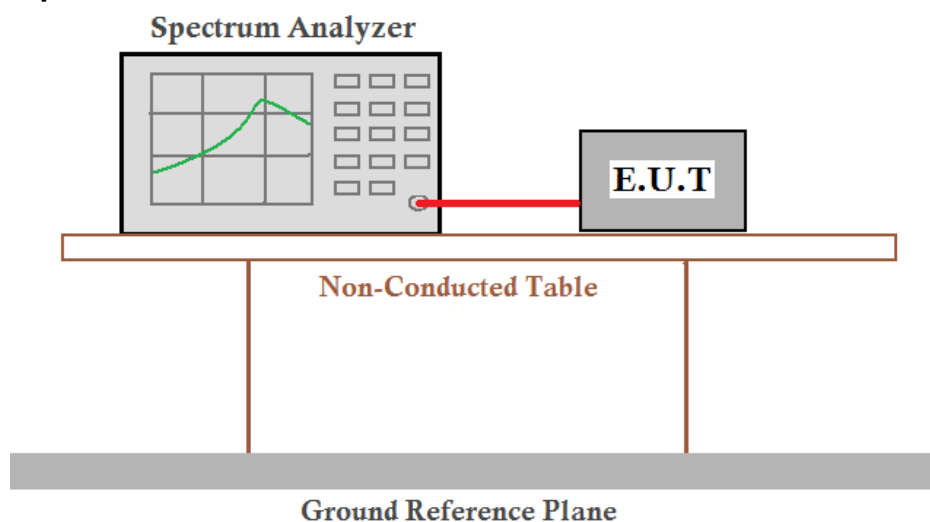 Spectrum Analyzer
E.U.T
Non-Conducted Table
Ground Reference Plane